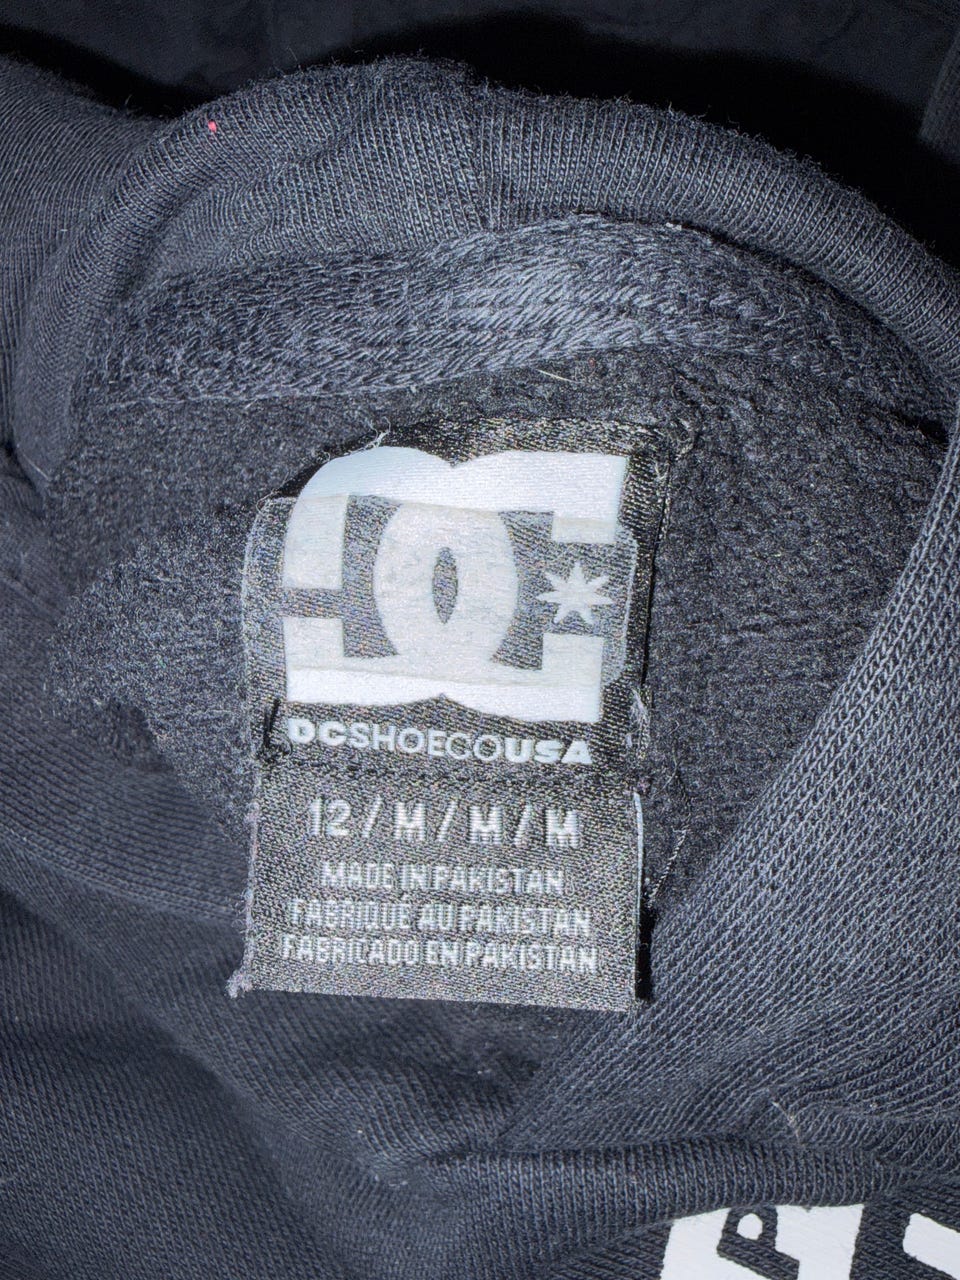 DC
DCSHOECOUSA
12 / M / M / M
MADE IN PAKISTAN
FABRIQUÉ AU PAKISTAN
FABRICADO EN PAKISTAN
P